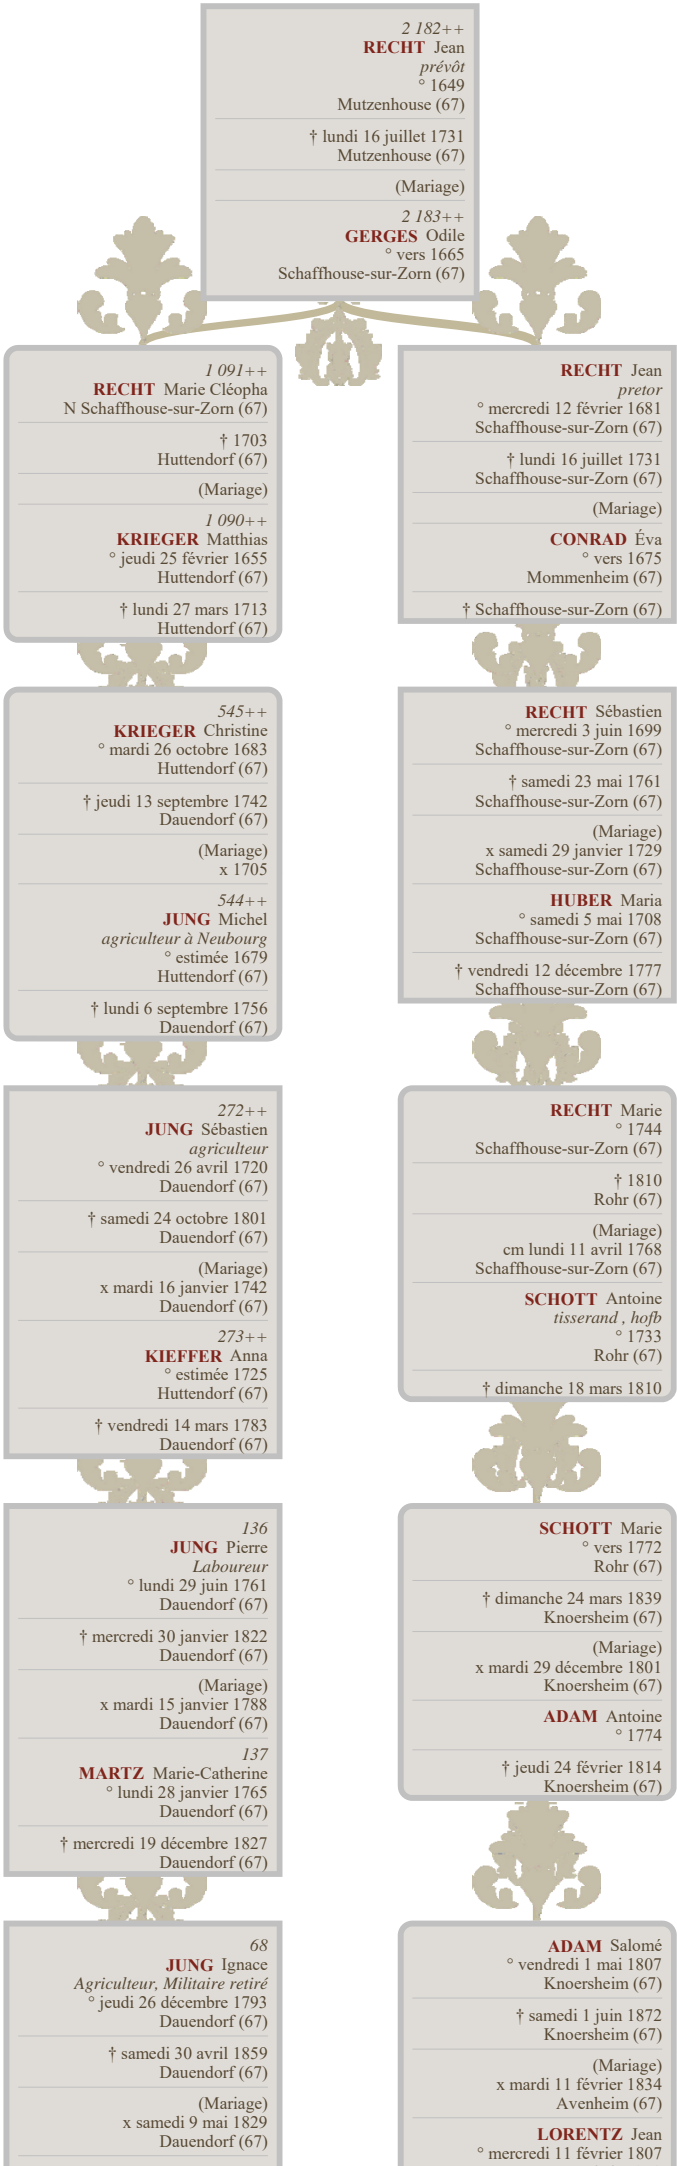 2 182++
RECHT Jean
prévôt
° 1649
Mutzenhouse (67)
† lundi 16 juillet 1731
Mutzenhouse (67)
(Mariage)
2 183++
GERGES Odile
° vers 1665
Schaffhouse-sur-Zorn (67)
1 091++
RECHT Marie Cléopha
N Schaffhouse-sur-Zorn (67)
† 1703
Huttendorf (67)
(Mariage)
1 090++
KRIEGER Matthias
° jeudi 25 février 1655
Huttendorf (67)
† lundi 27 mars 1713
Huttendorf (67)
545++
KRIEGER Christine
° mardi 26 octobre 1683
Huttendorf (67)
† jeudi 13 septembre 1742
Dauendorf (67)
(Mariage)
x 1705
544++
JUNG Michel
agriculteur à Neubourg
° estimée 1679
Huttendorf (67)
† lundi 6 septembre 1756
Dauendorf (67)
272++
JUNG Sébastien
agriculteur
° vendredi 26 avril 1720
Dauendorf (67)
† samedi 24 octobre 1801
Dauendorf (67)
(Mariage)
x mardi 16 janvier 1742
Dauendorf (67)
273++
KIEFFER Anna
° estimée 1725
Huttendorf (67)
† vendredi 14 mars 1783
Dauendorf (67)
136
JUNG Pierre
Laboureur
° lundi 29 juin 1761
Dauendorf (67)
† mercredi 30 janvier 1822
Dauendorf (67)
(Mariage)
x mardi 15 janvier 1788
Dauendorf (67)
137
MARTZ Marie-Catherine
° lundi 28 janvier 1765
Dauendorf (67)
† mercredi 19 décembre 1827
Dauendorf (67)
68
JUNG Ignace
Agriculteur, Militaire retiré
° jeudi 26 décembre 1793
Dauendorf (67)
† samedi 30 avril 1859
Dauendorf (67)
(Mariage)
x samedi 9 mai 1829
Dauendorf (67)
RECHT Jean
pretor
° mercredi 12 février 1681
Schaffhouse-sur-Zorn (67)
† lundi 16 juillet 1731
Schaffhouse-sur-Zorn (67)
(Mariage)
CONRAD Éva
° vers 1675
Mommenheim (67)
† Schaffhouse-sur-Zorn (67)
RECHT Sébastien
° mercredi 3 juin 1699
Schaffhouse-sur-Zorn (67)
† samedi 23 mai 1761
Schaffhouse-sur-Zorn (67)
(Mariage)
x samedi 29 janvier 1729
Schaffhouse-sur-Zorn (67)
HUBER Maria
° samedi 5 mai 1708
Schaffhouse-sur-Zorn (67)
† vendredi 12 décembre 1777
Schaffhouse-sur-Zorn (67)
RECHT Marie
° 1744
Schaffhouse-sur-Zorn (67)
† 1810
Rohr (67)
(Mariage)
cm lundi 11 avril 1768
Schaffhouse-sur-Zorn (67)
SCHOTT Antoine
tisserand , hofb
° 1733
Rohr (67)
† dimanche 18 mars 1810
SCHOTT Marie
° vers 1772
Rohr (67)
† dimanche 24 mars 1839
Knoersheim (67)
(Mariage)
x mardi 29 décembre 1801
Knoersheim (67)
ADAM Antoine
° 1774
† jeudi 24 février 1814
Knoersheim (67)
ADAM Salomé
° vendredi 1 mai 1807
Knoersheim (67)
† samedi 1 juin 1872
Knoersheim (67)
(Mariage)
x mardi 11 février 1834
Avenheim (67)
LORENTZ Jean
° mercredi 11 février 1807